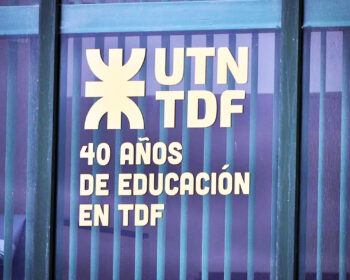 UTN
TDF
40 AÑOS
DE EDUCACIÓN
EN TDF